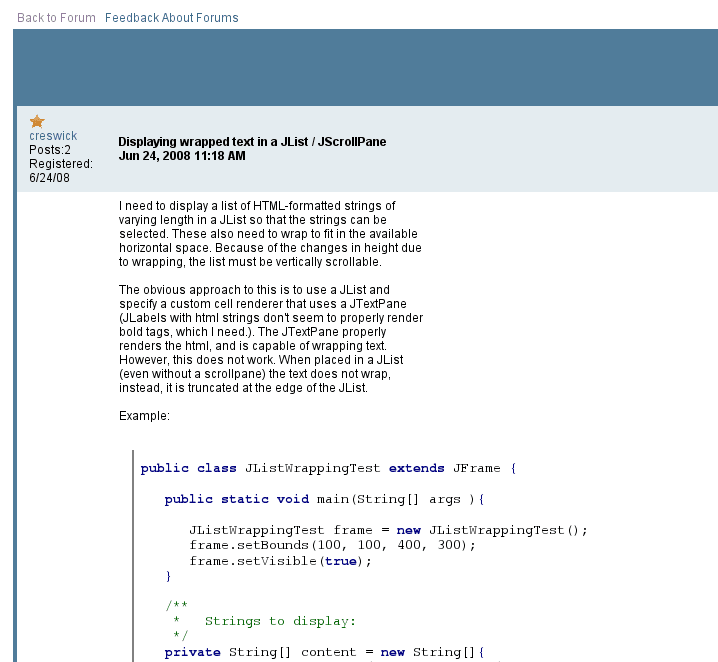 Back to Forum Feedback About Forums
creswick
Posts:2
Registered:
6/24/08
Displaying wrapped text in a JList / JScrollPane
Jun 24, 2008 11:18 AM
I need to display a list of HTML-formatted strings of
varying length in a JList so that the strings can be
selected. These also need to wrap to fit in the available
horizontal space. Because of the changes in height due
to wrapping, the list must be vertically scrollable.
The obvious approach to this is to use a JList and
specify a custom cell renderer that uses a JTextPane
(JLabels with html strings don't seem to properly render
bold tags, which I need.). The JTextPane properly
renders the html, and is capable of wrapping text.
However, this does not work. When placed in a JList
(even without a scrollpane) the text does not wrap,
instead, it is truncated at the edge of the JList.
Example:
public class JListWrappingTest extends JFrame {
public static void main(String[] args ){
JListWrappingTest frame = new JListWrappingTest();
frame.setBounds(100, 100, 400, 300);
frame.setVisible(true);
}
/**
* Strings to display:
*/
private String[] content = new String[]{